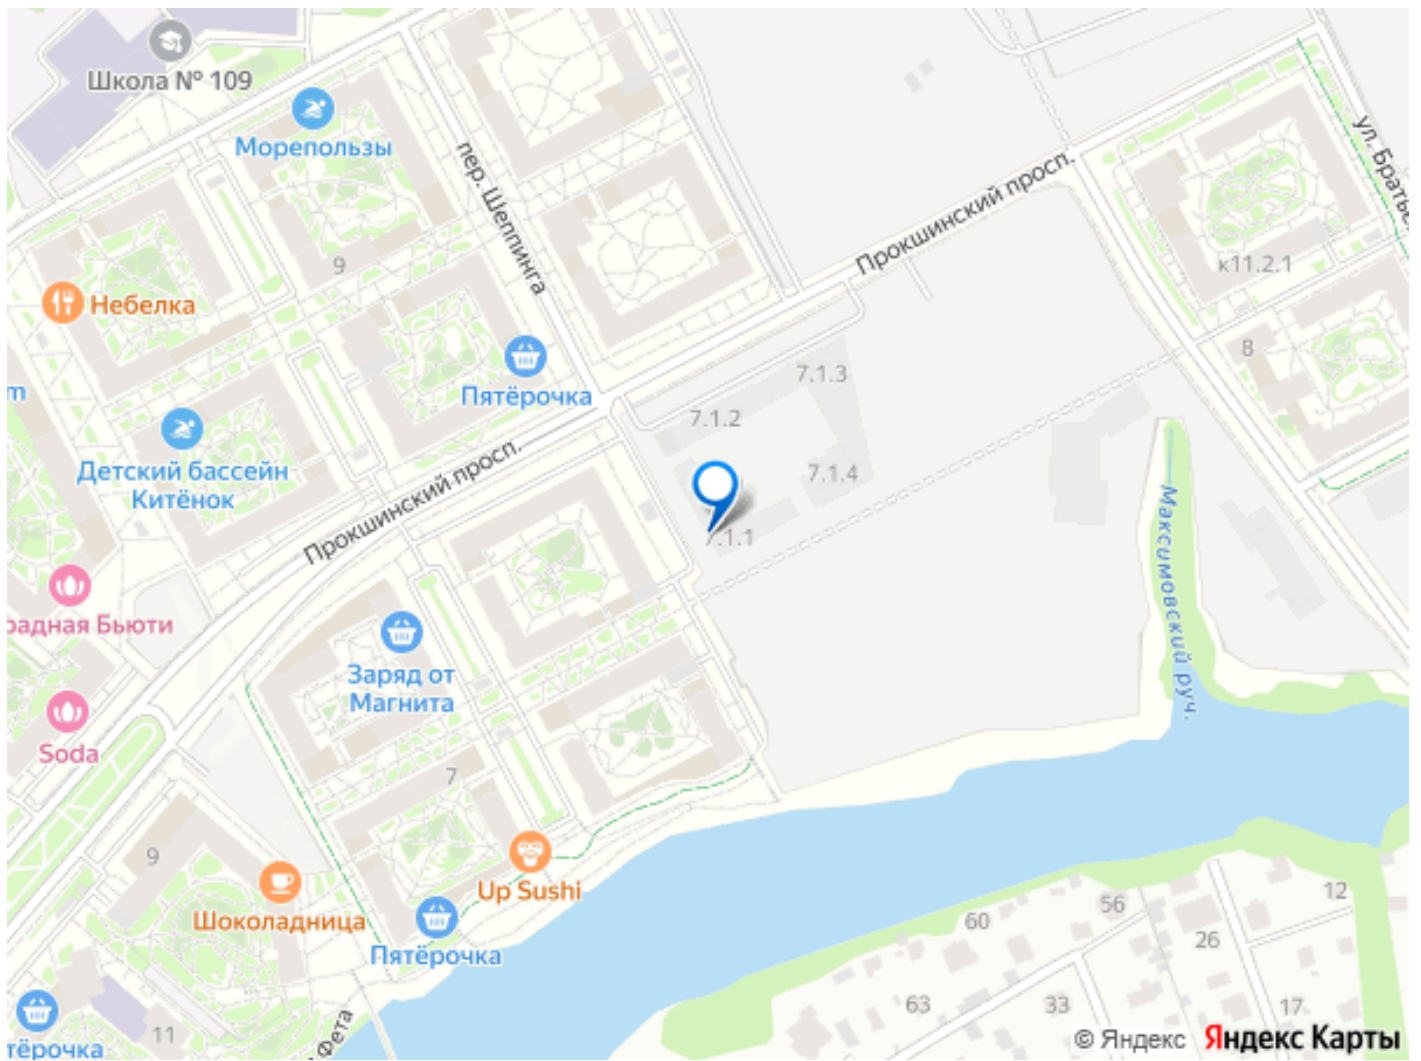 Школа № 109
Морепользы
пер. Шеппинга
ул. Братье
Прокшинский просп.
к11.2.1
9
Небелка
8
Пятёрочка
7.1.3
m
7.1.2
Детский бассейн
Китёнок
7.1.4
Прокшинский просп.
7.1.1
Максимовский руч.
радная Бьюти
Заряд от
Магнита
Soda
7
9
Up Sushi
Шоколадница
Пятёрочка
60
56
12
26
63
33
17
тёрочка
11
Фета
© Яндекс Яндекс Карты